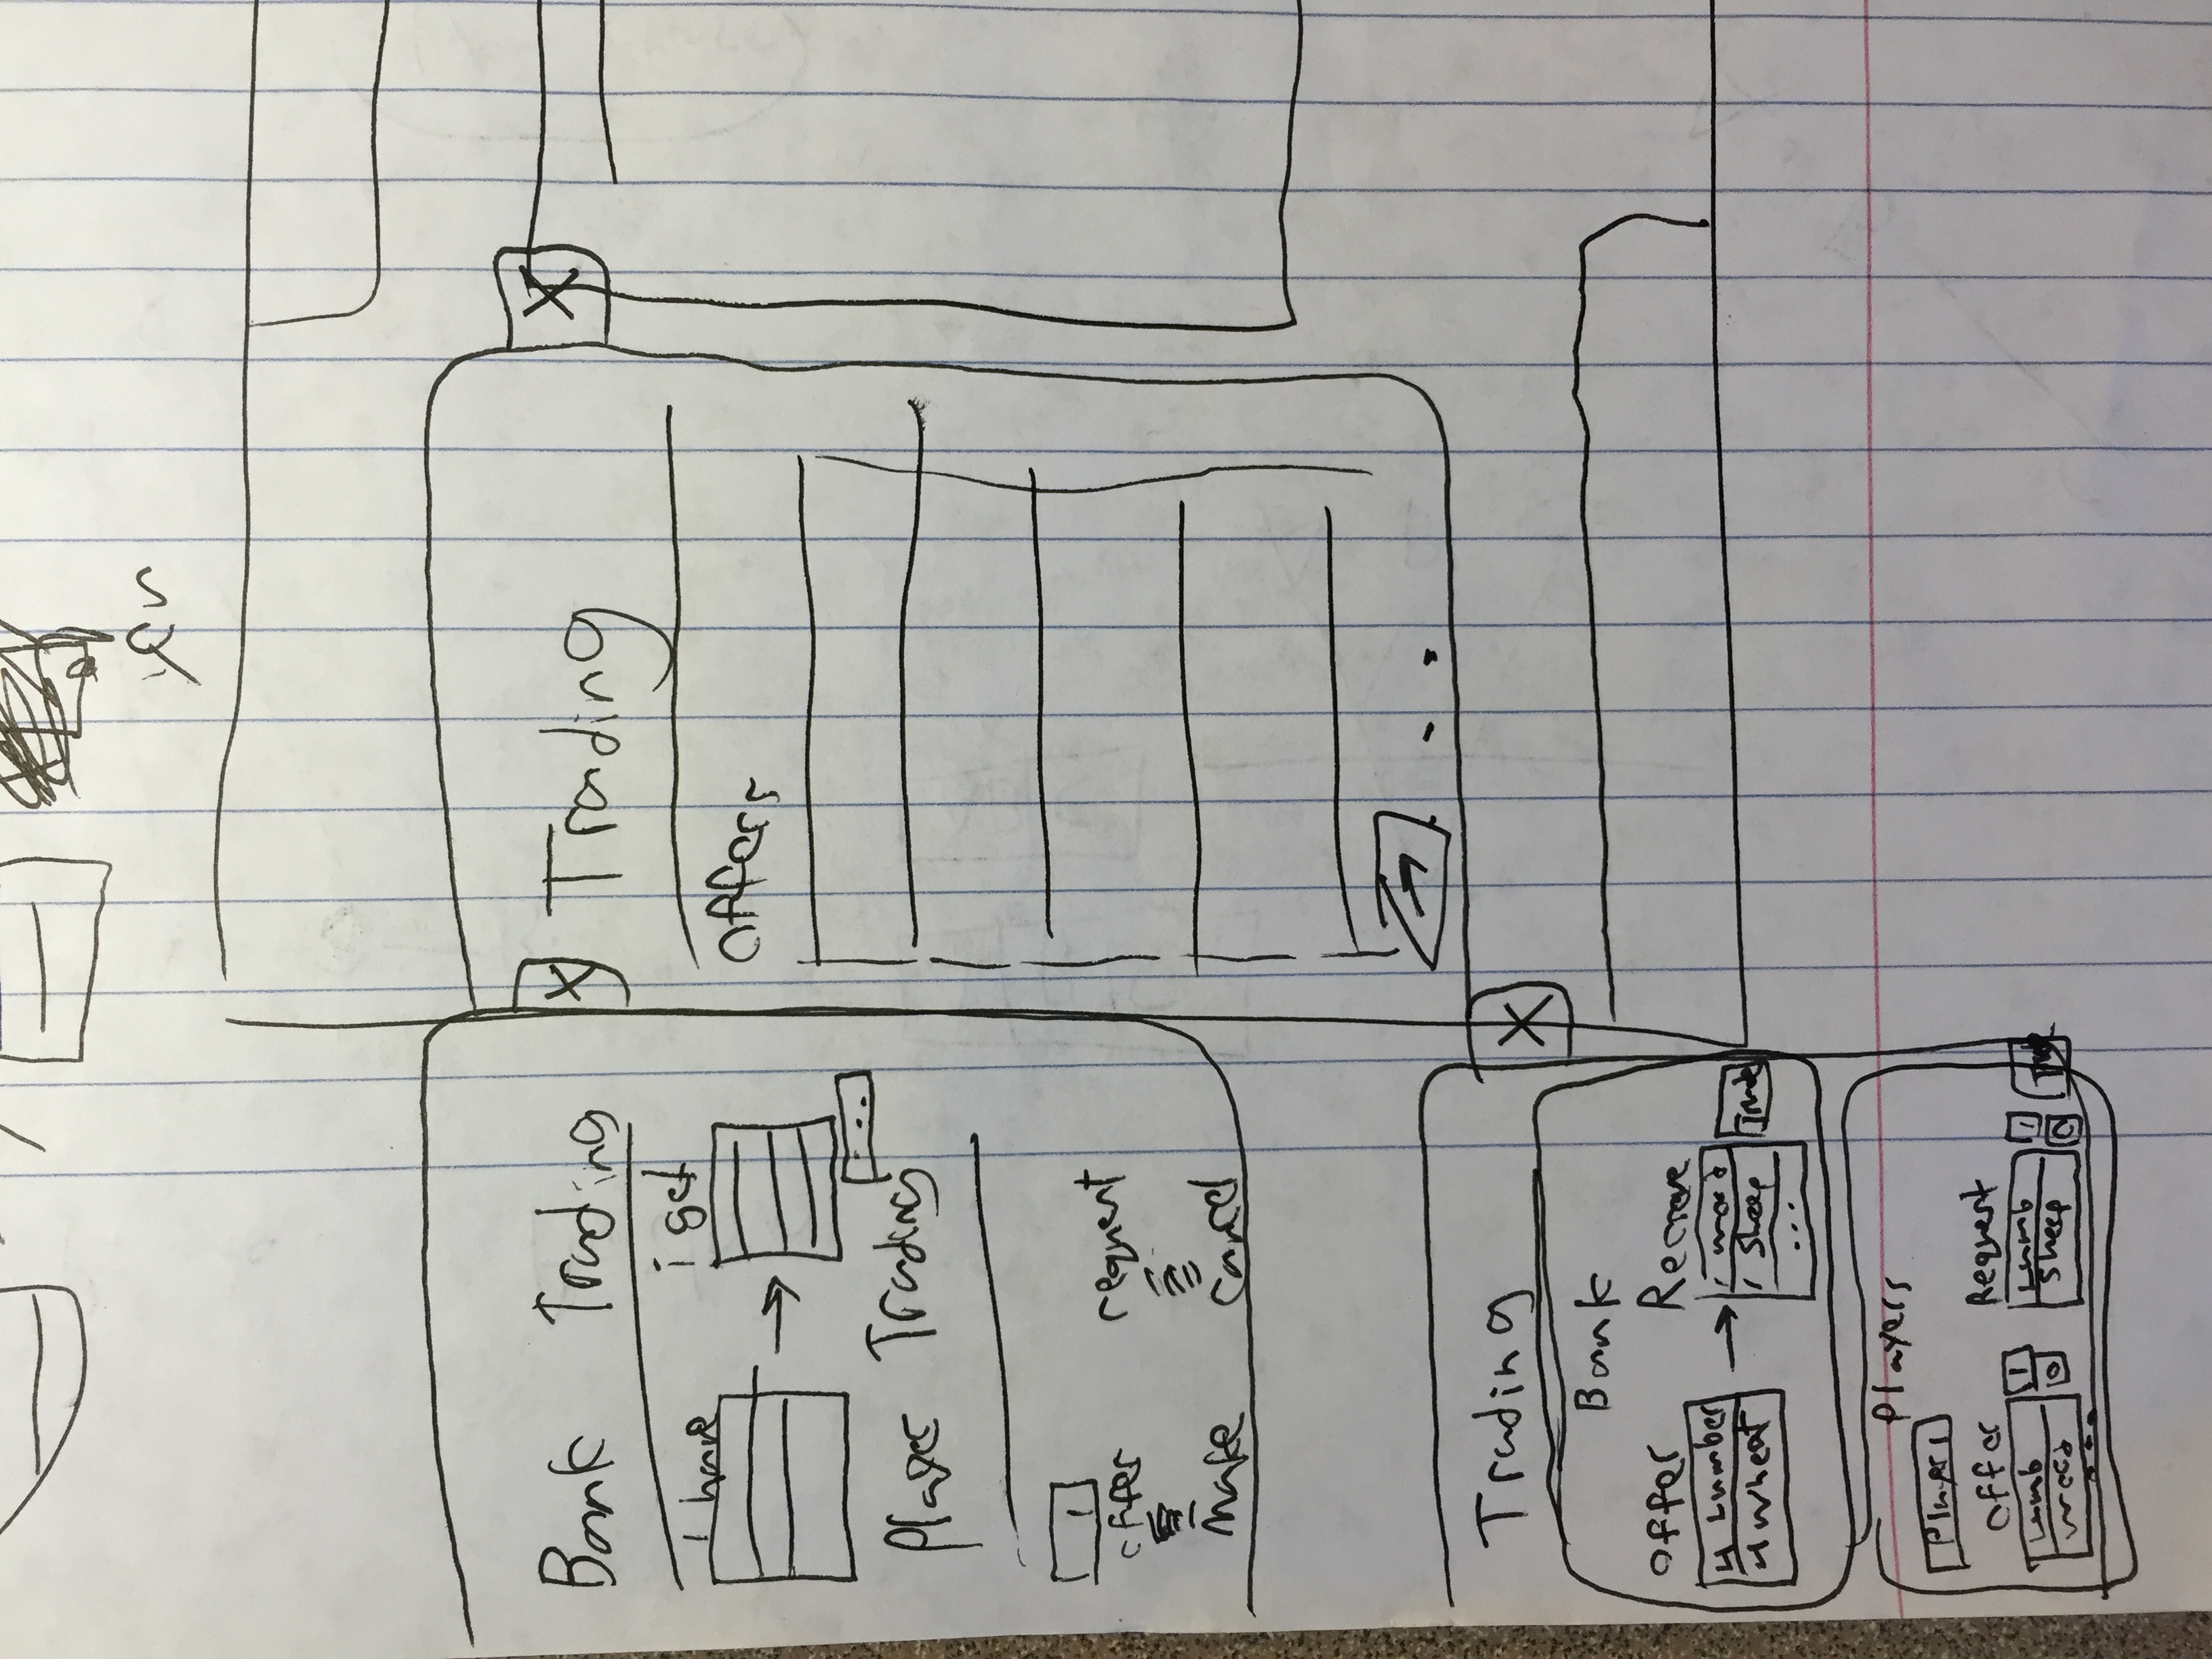 Bank Trading
X
i have
i get
...
Player Trading
1
offer
request
make
cancel
Trading
X
offers
. . .
Trading
X
Bank
offer
Recieve
4 Lumber
4 wheat
1 wood
1 sheep
...
Trade
Players
Player 1
offer
Request
Lumb 1
wood 0
...
Lumb 1
sheep 0